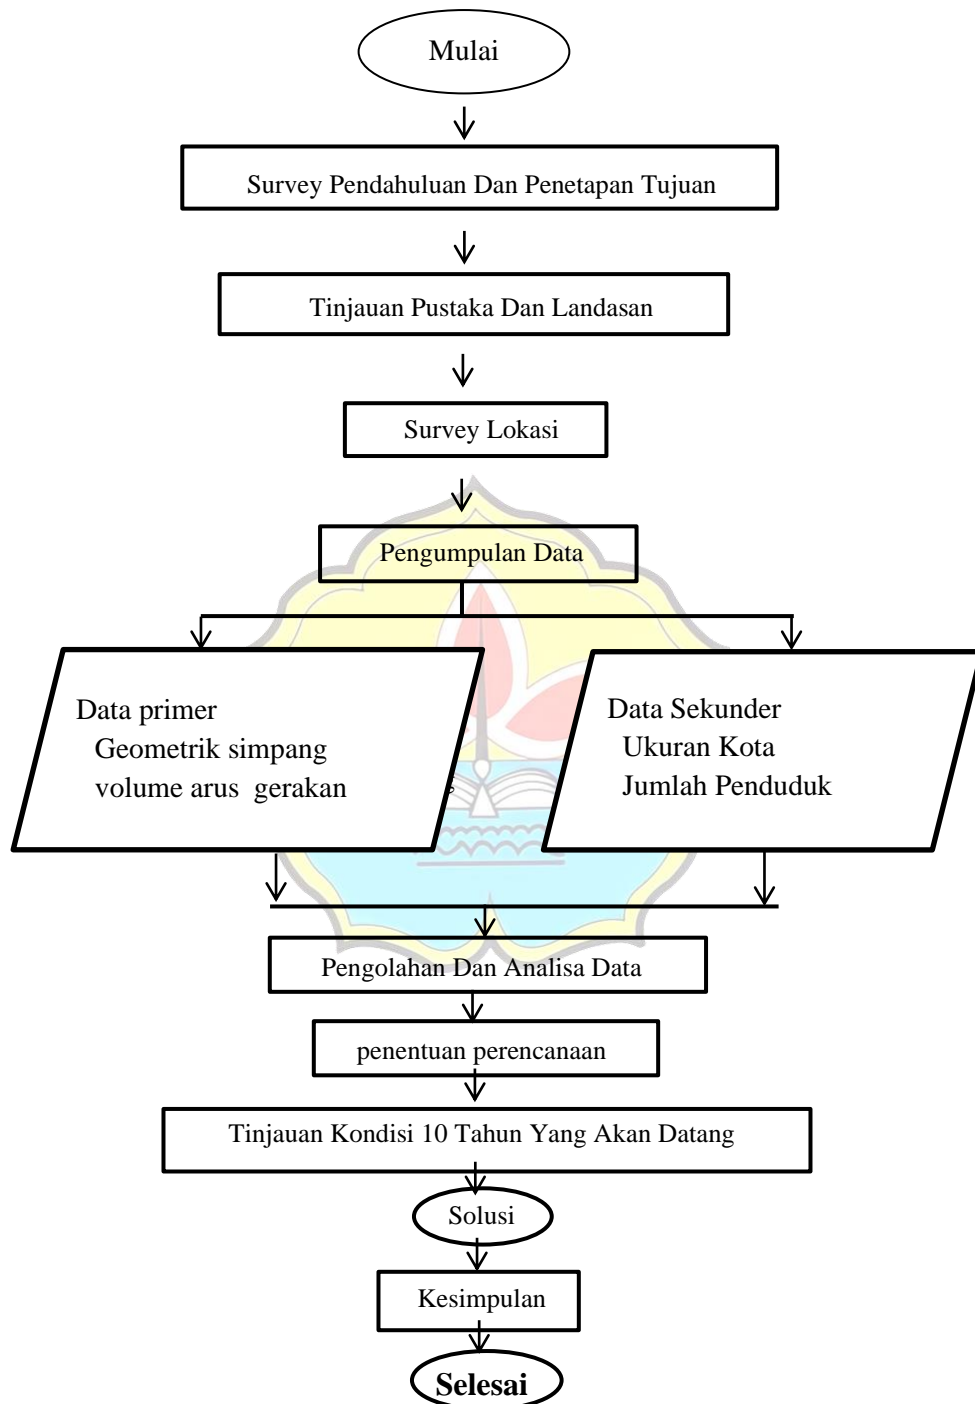 Mulai
Survey Pendahuluan Dan Penetapan Tujuan
Tinjauan Pustaka Dan Landasan
Survey Lokasi
Pengumpulan Data
Data primer
Geometrik simpang
volume arus gerakan
Data Sekunder
Ukuran Kota
Jumlah Penduduk
Pengolahan Dan Analisa Data
penentuan perencanaan
Tinjauan Kondisi 10 Tahun Yang Akan Datang
Solusi
Kesimpulan
Selesai